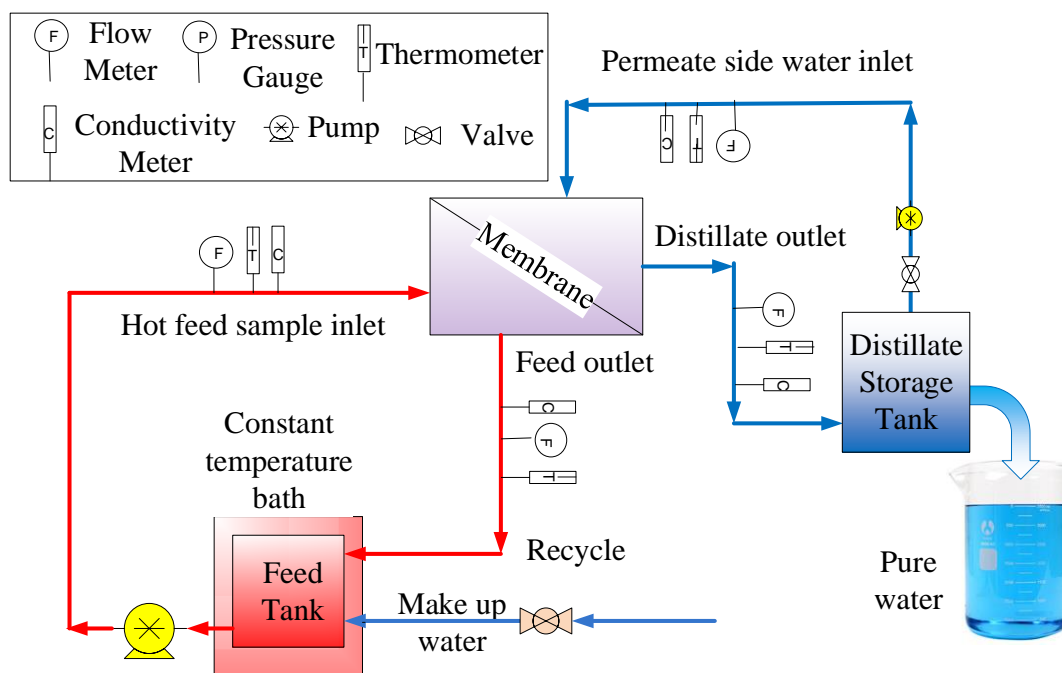 F
Flow
Meter
P
Pressure
Gauge
T
Thermometer
C
Conductivity
Meter
Pump
Valve
Permeate side water inlet
C
T
F
Membrane
Distillate outlet
F
T
C
Hot feed sample inlet
F
T
C
Feed outlet
C
F
T
Distillate
Storage
Tank
Constant
temperature
bath
Feed
Tank
Recycle
Make up
water
Pure
water